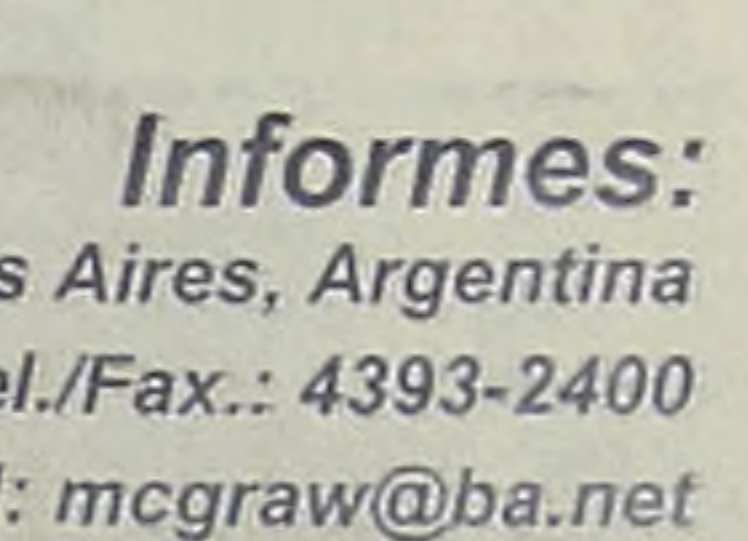 Informes:
s Aires, Argentina
el./Fax.: 4393-2400
: mcgraw@ba.net